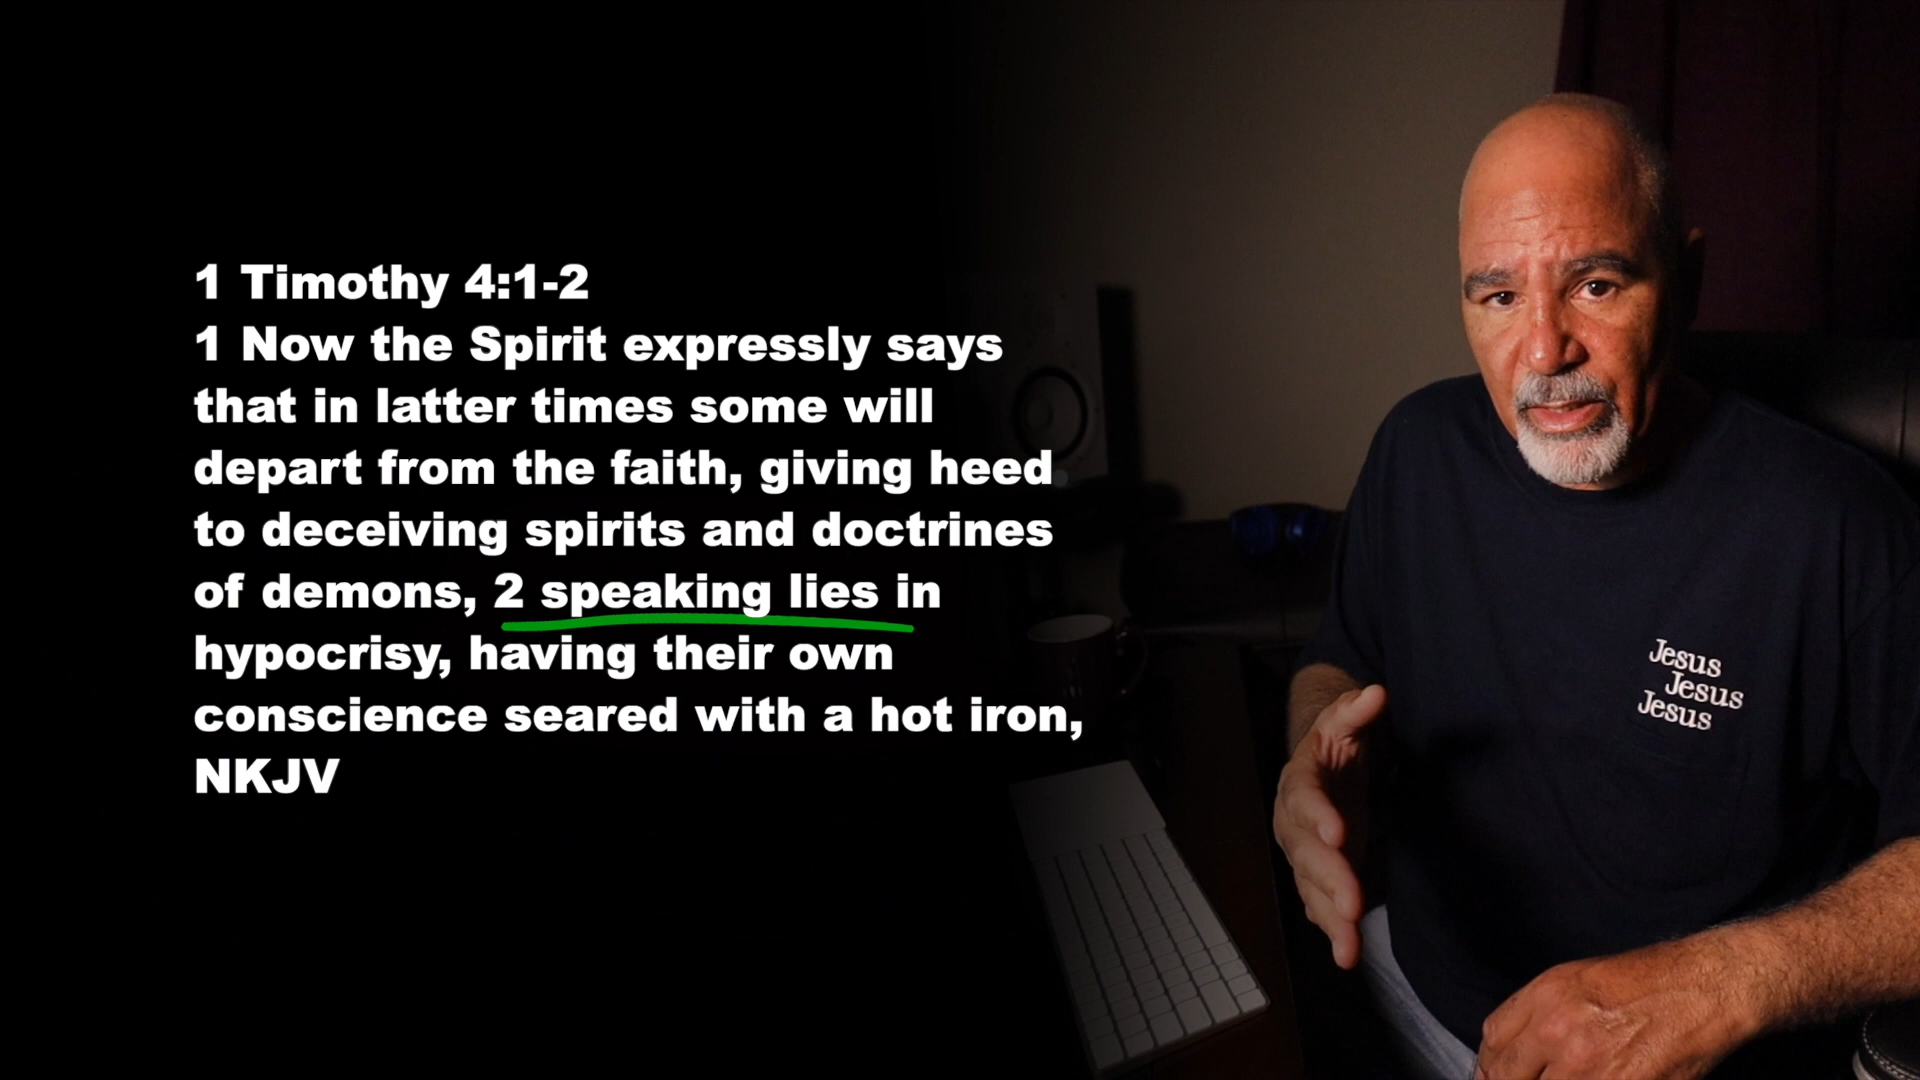 1 Timothy 4:1-2
1 Now the Spirit expressly says
that in latter times some will
depart from the faith, giving heed
to deceiving spirits and doctrines
of demons, 2 speaking lies in
hypocrisy, having their own
conscience seared with a hot iron,
NKJV
Jesus
Jesus
Jesus